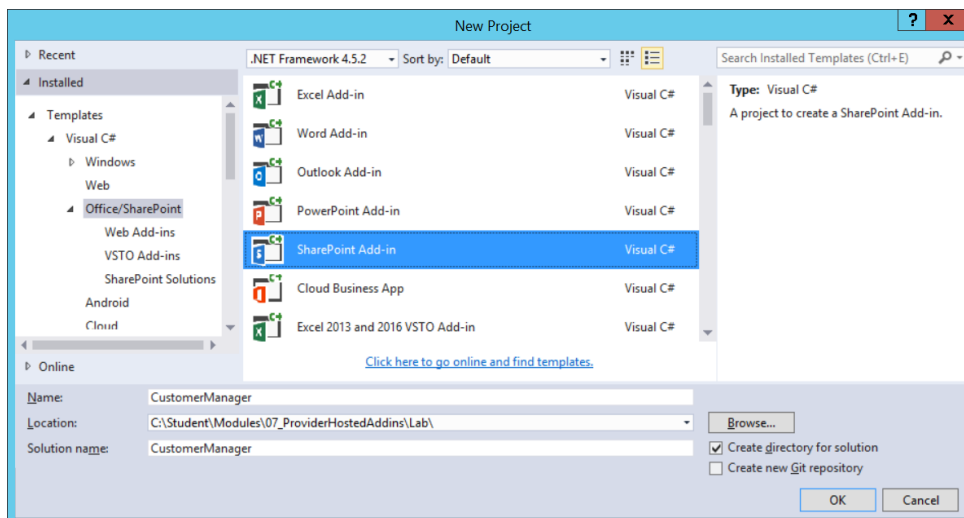 New Project
? x
Recent
.NET Framework 4.5.2 Sort by: Default
Search Installed Templates (Ctrl+E)
Installed
Templates
Visual C#
Windows
Web
Office/SharePoint
Web Add-ins
VSTO Add-ins
SharePoint Solutions
Android
Cloud
Online
Excel Add-in Visual C#
Word Add-in Visual C#
Outlook Add-in Visual C#
PowerPoint Add-in Visual C#
SharePoint Add-in Visual C#
Cloud Business App Visual C#
Excel 2013 and 2016 VSTO Add-in Visual C#
Click here to go online and find templates.
Type: Visual C#
A project to create a SharePoint Add-in.
Name: CustomerManager
Location: C:\Student\Modules\07_ProviderHostedAddins\Lab\
Browse...
Solution name: CustomerManager
Create directory for solution
Create new Git repository
OK Cancel